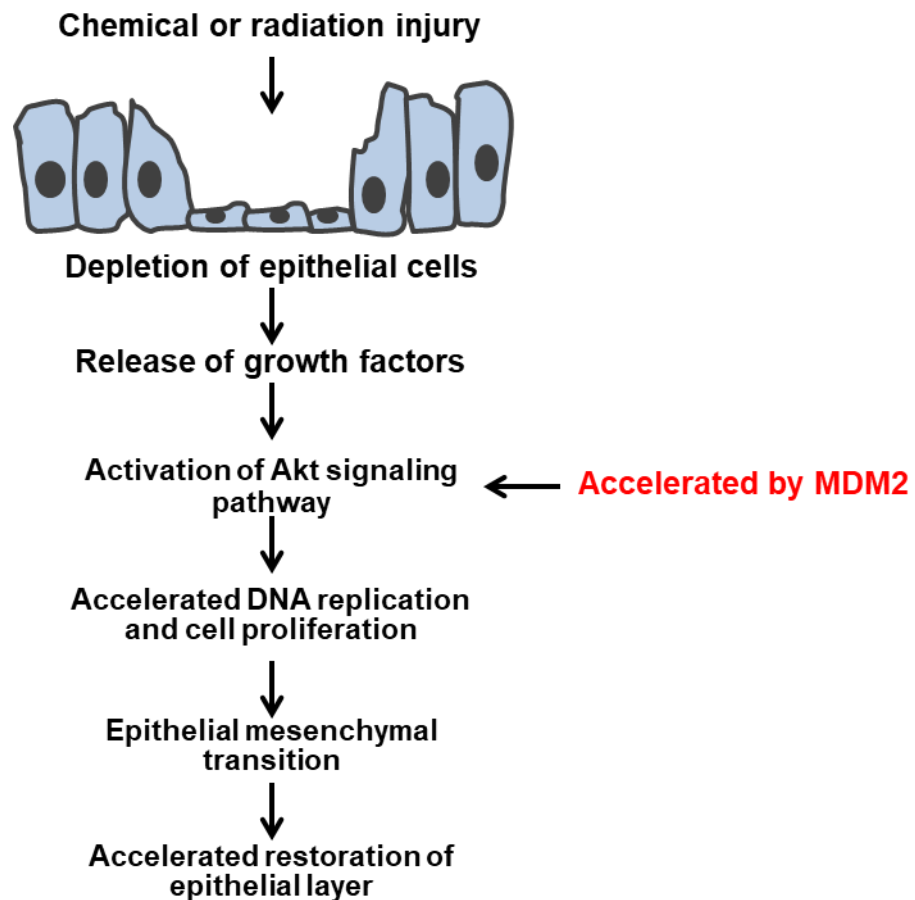 Chemical or radiation injury
Depletion of epithelial cells
Release of growth factors
Activation of Akt signaling
pathway
Accelerated by MDM2
Accelerated DNA replication
and cell proliferation
Epithelial mesenchymal
transition
Accelerated restoration of
epithelial layer